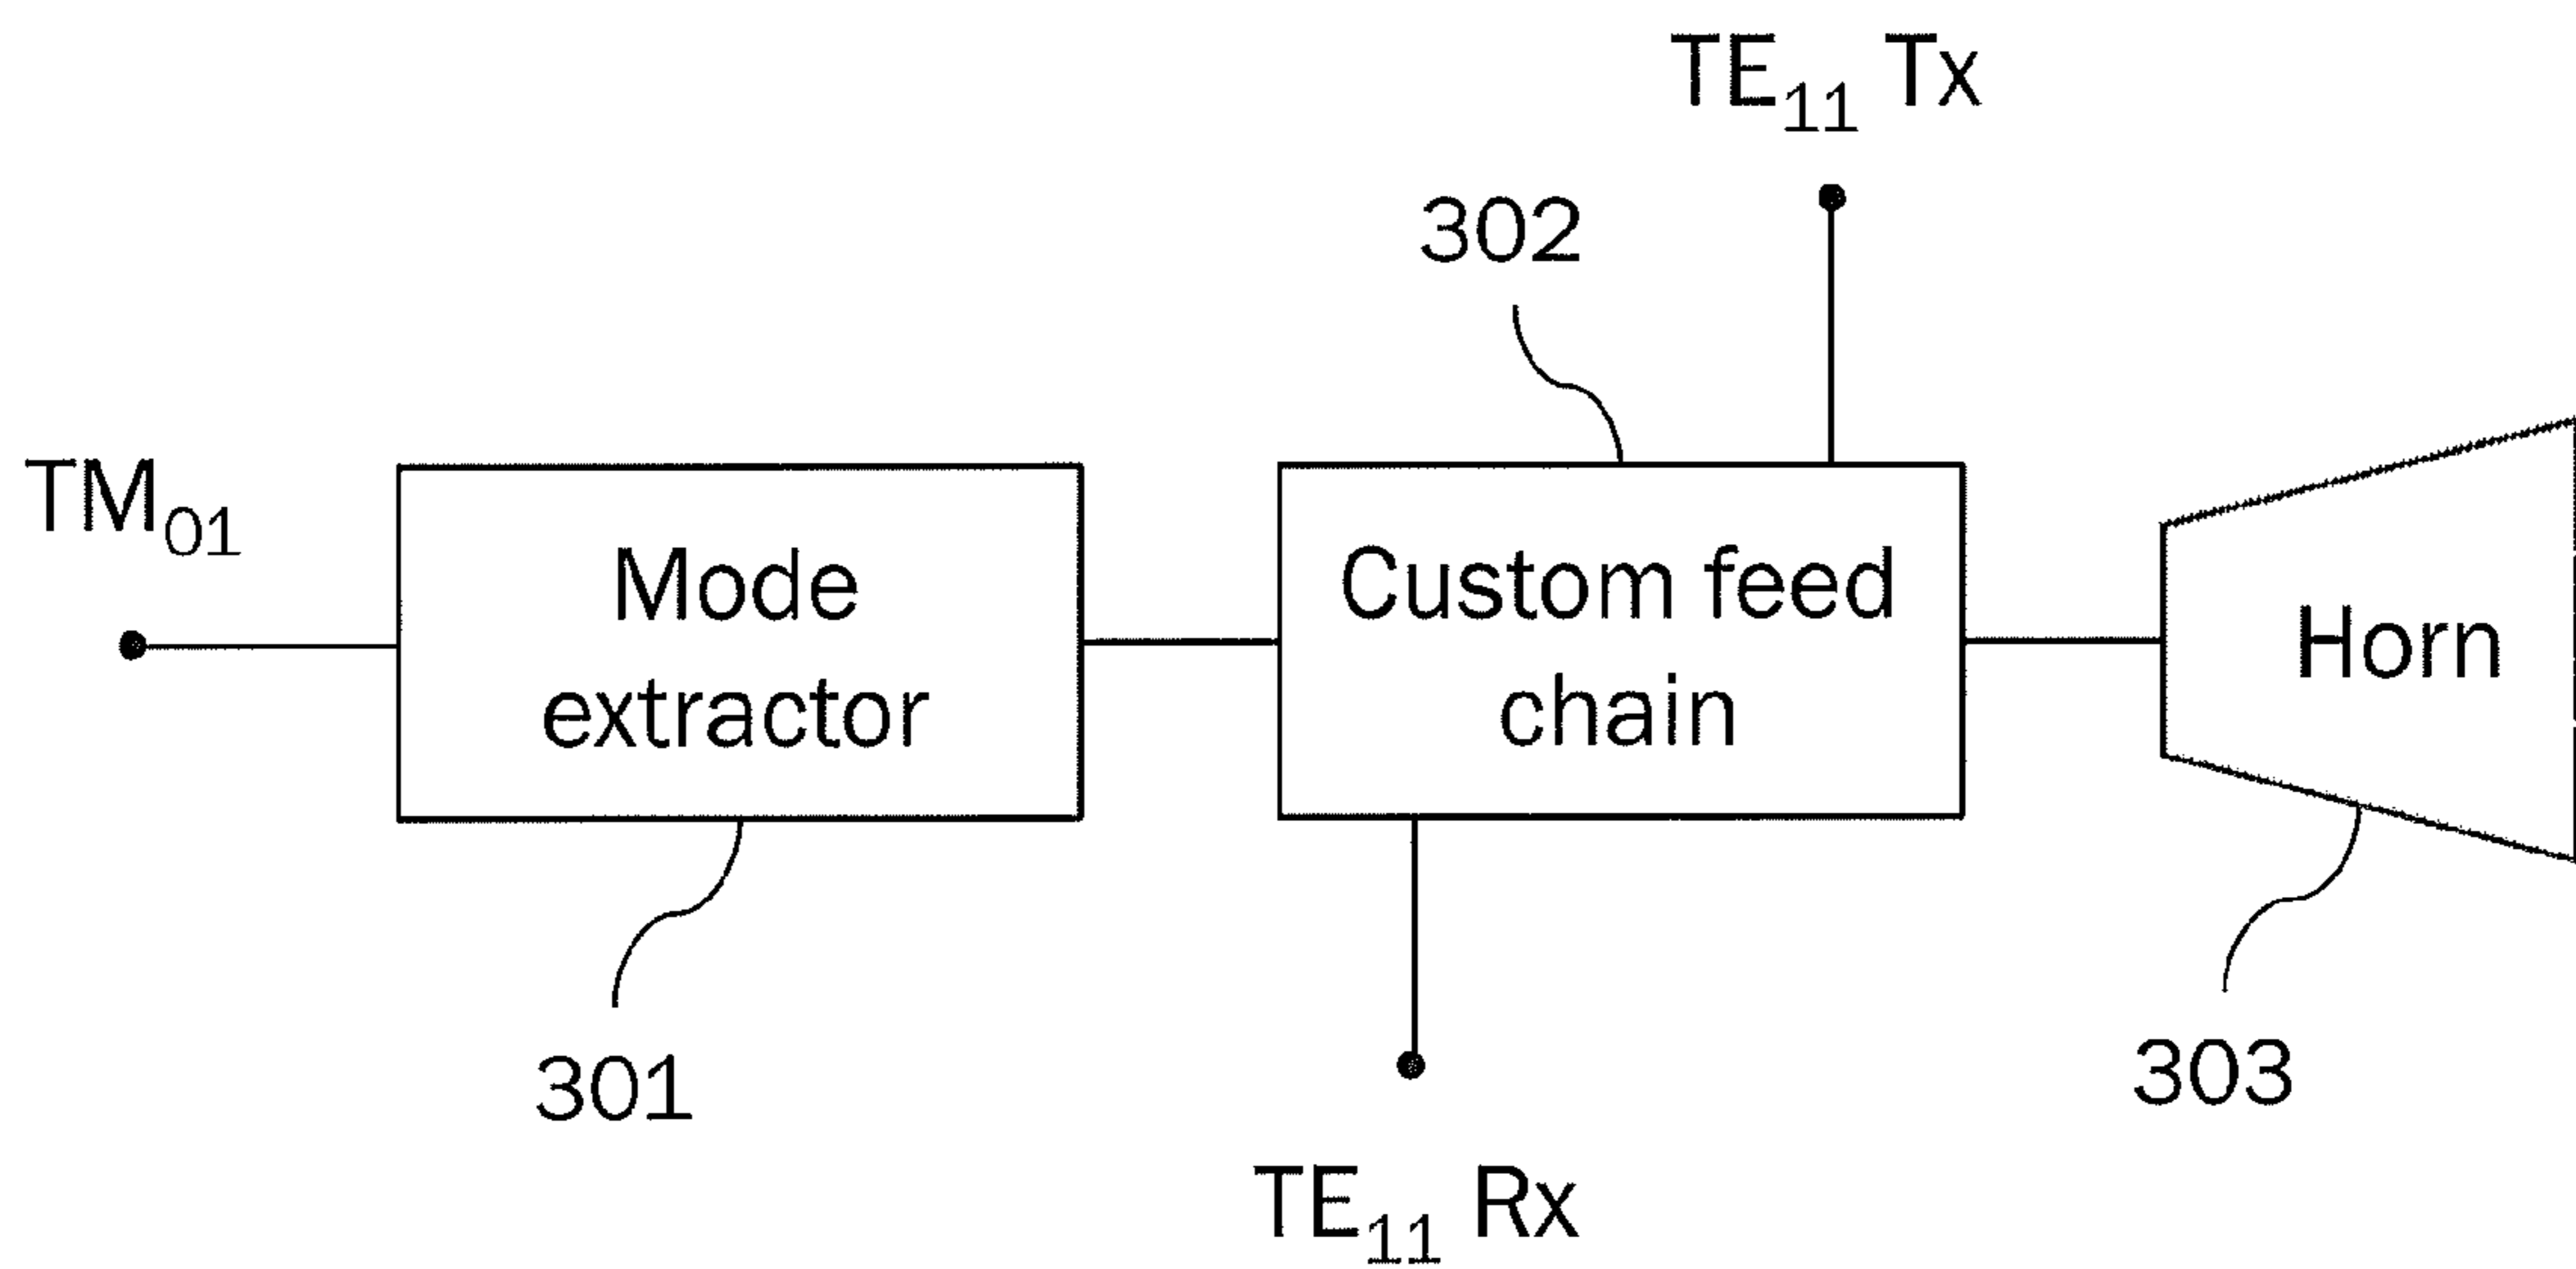 TE₁₁ Tx
302
TM₀₁
Mode
extractor
Custom feed
chain
Horn
301
303
TE₁₁ Rx